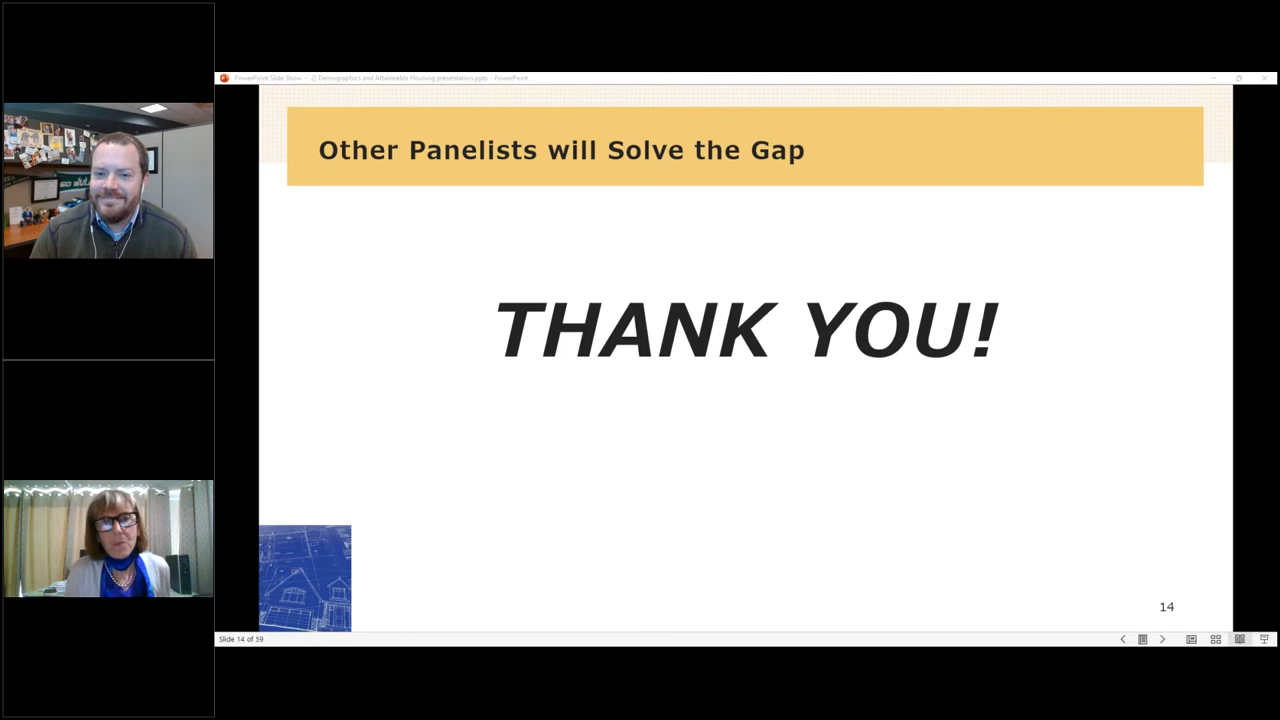 PowerPoint Slide Show - 2) Demographics and Attainable Housing presentation.pptx - PowerPoint
Other Panelists will Solve the Gap
THANK YOU!
14
Slide 14 of 59